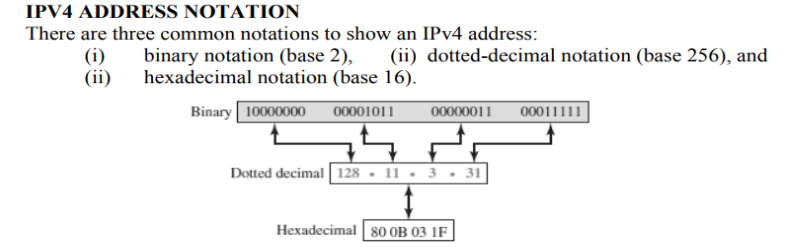 IPV4 ADDRESS NOTATION
There are three common notations to show an IPv4 address:
(i) binary notation (base 2), (ii) dotted-decimal notation (base 256), and
(ii) hexadecimal notation (base 16).
Binary 10000000 00001011 00000011 00011111
Dotted decimal 128 • 11 • 3 • 31
Hexadecimal 80 0B 03 1F